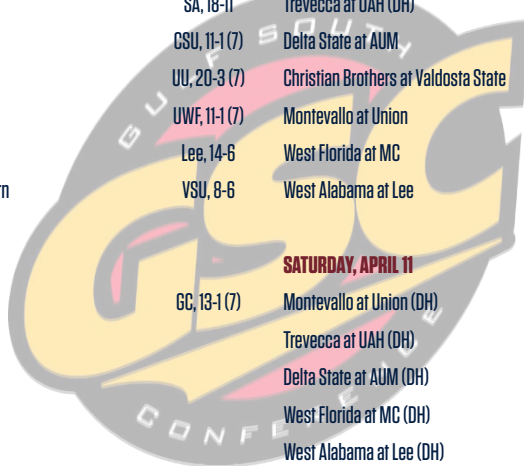 SA, 18-11 Trevecca at UAH (DH)
CSU, 11-1 (7) Delta State at AUM
UU, 20-3 (7) Christian Brothers at Valdosta State
UWF, 11-1 (7) Montevallo at Union
Lee, 14-6 West Florida at MC
VSU, 8-6 West Alabama at Lee
SATURDAY, APRIL 11
GC, 13-1 (7) Montevallo at Union (DH)
Trevecca at UAH (DH)
Delta State at AUM (DH)
West Florida at MC (DH)
West Alabama at Lee (DH)
GULF SOUTH
GSC
CONFERENCE